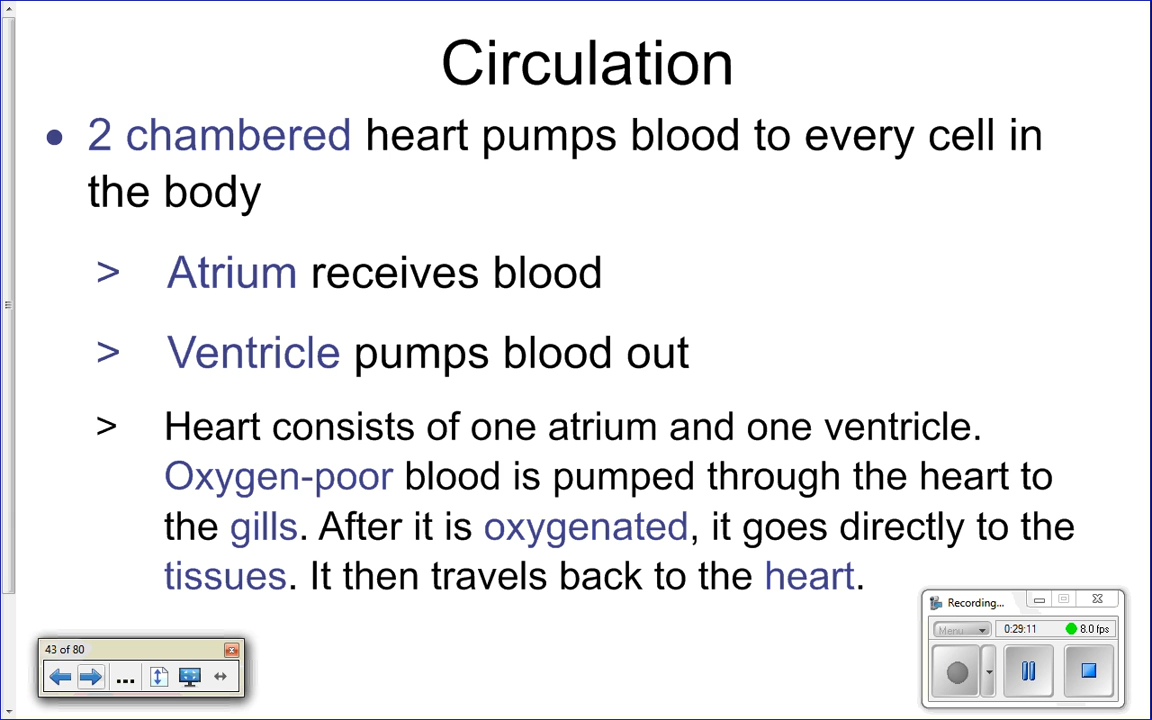 Circulation
• 2 chambered heart pumps blood to every cell in
the body
> Atrium receives blood
> Ventricle pumps blood out
> Heart consists of one atrium and one ventricle.
Oxygen-poor blood is pumped through the heart to
the gills. After it is oxygenated, it goes directly to the
tissues. It then travels back to the heart.
Recording...
Menu 0:29:11 8.0 fps
43 of 80
...